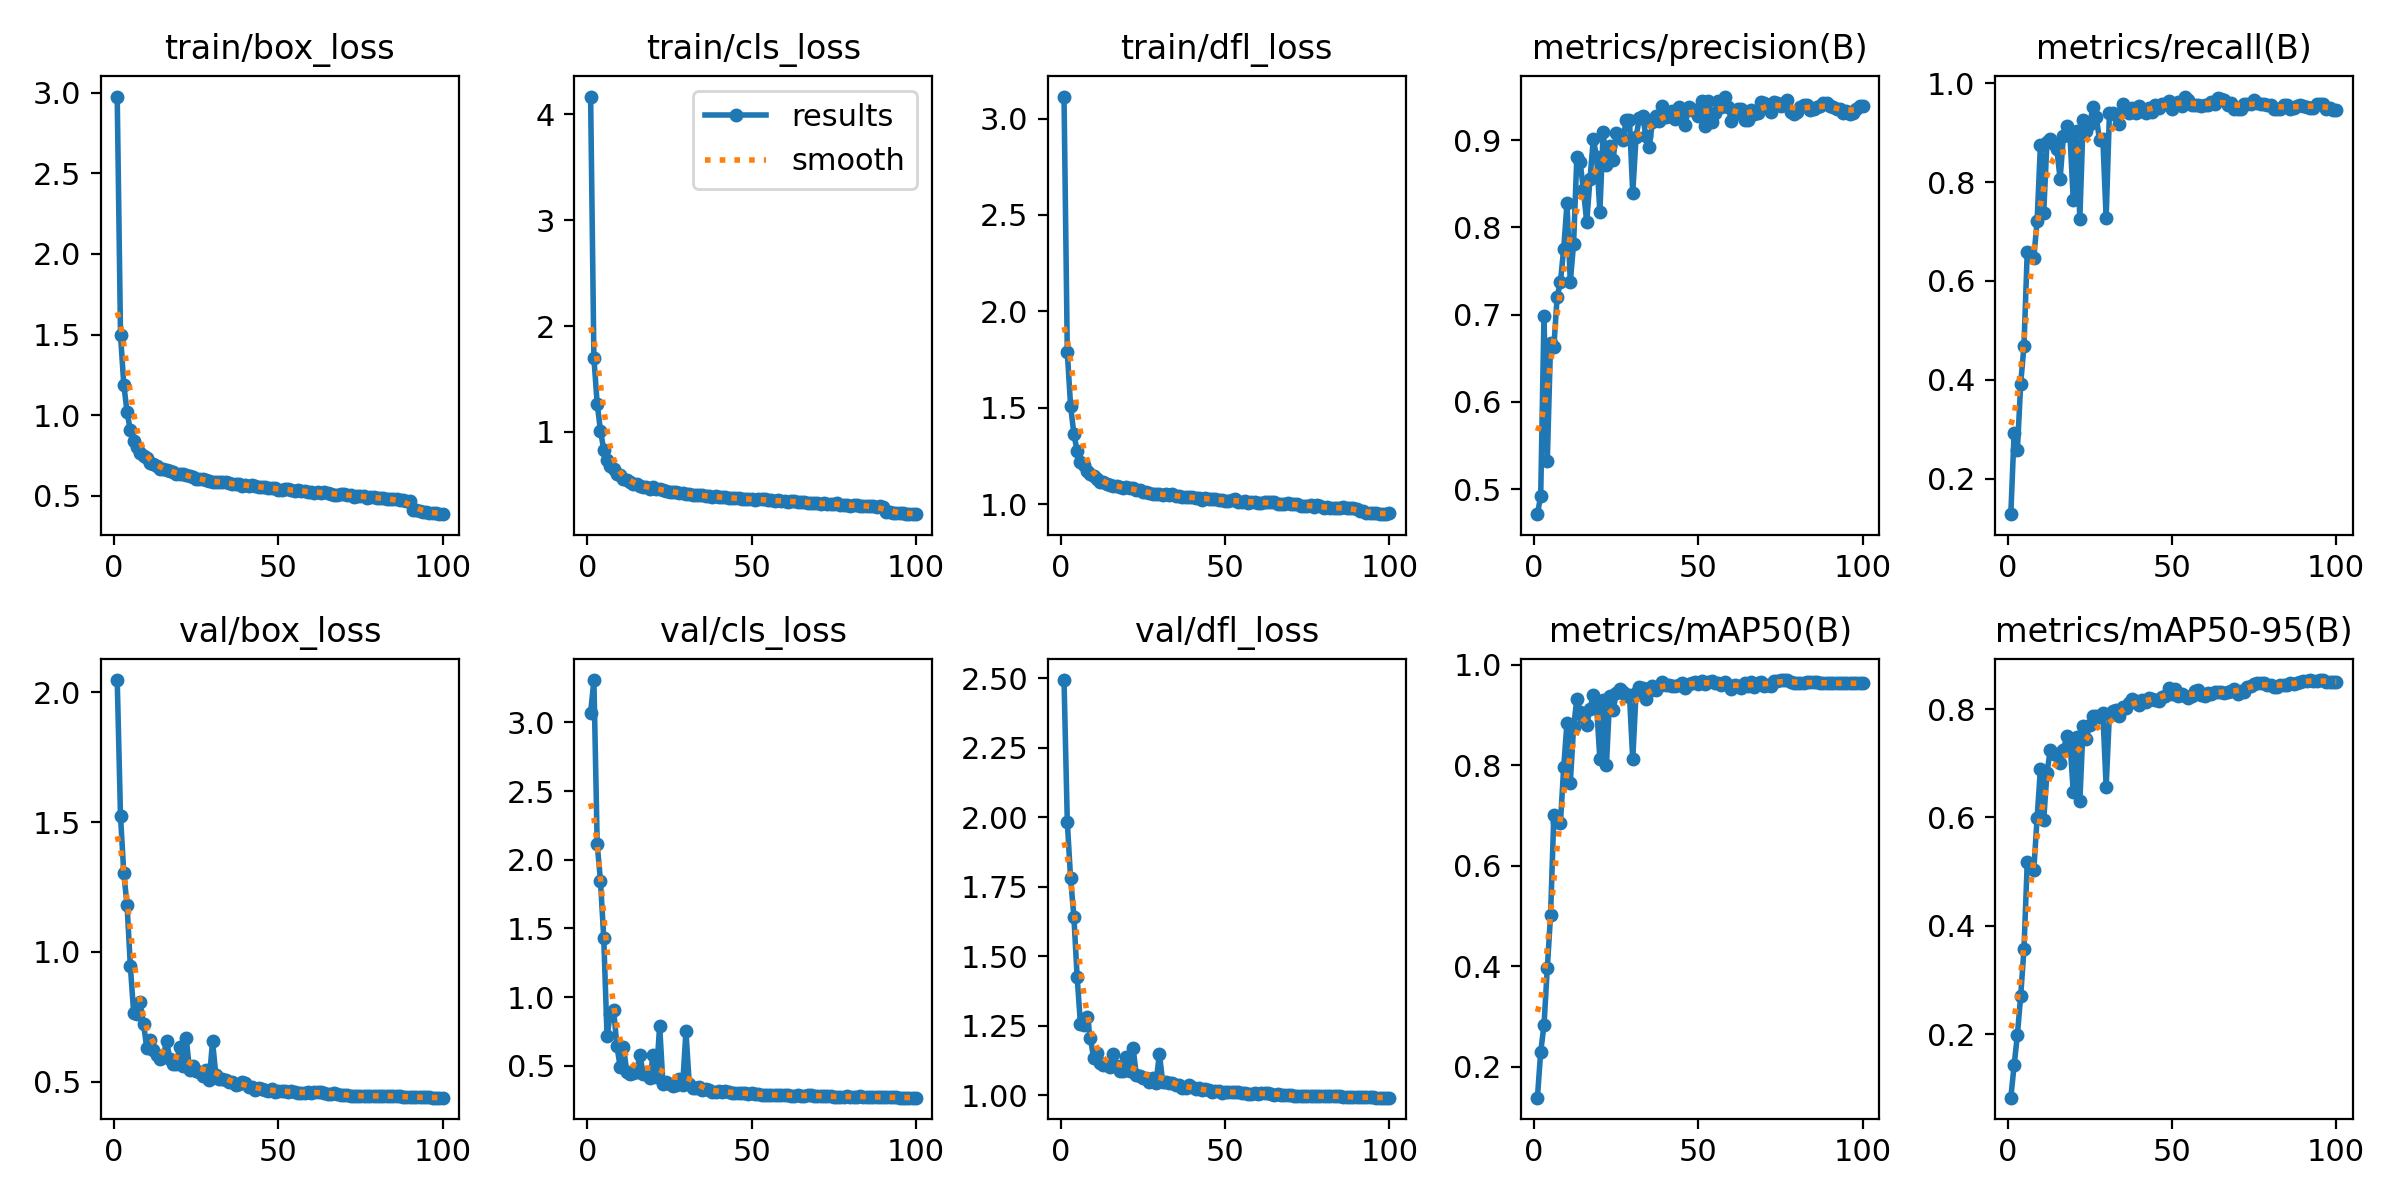 train/box_loss
3.0
2.5
2.0
1.5
1.0
0.5
0 50 100
train/cls_loss
results
smooth
4
3
2
1
0 50 100
train/dfl_loss
3.0
2.5
2.0
1.5
1.0
0 50 100
metrics/precision(B)
0.9
0.8
0.7
0.6
0.5
0 50 100
metrics/recall(B)
1.0
0.8
0.6
0.4
0.2
0 50 100
val/box_loss
2.0
1.5
1.0
0.5
0 50 100
val/cls_loss
3.0
2.5
2.0
1.5
1.0
0.5
0 50 100
val/dfl_loss
2.50
2.25
2.00
1.75
1.50
1.25
1.00
0 50 100
metrics/mAP50(B)
1.0
0.8
0.6
0.4
0.2
0 50 100
metrics/mAP50-95(B)
0.8
0.6
0.4
0.2
0 50 100